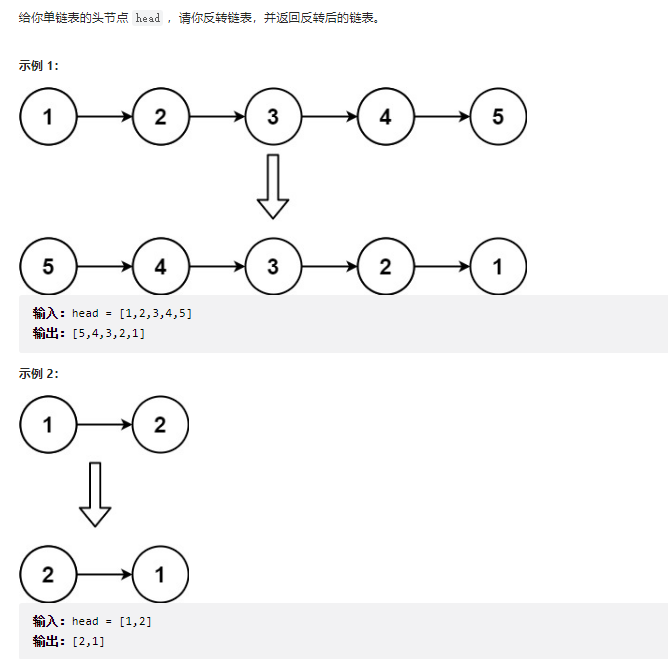 给你单链表的头节点 head ，请你反转链表，并返回反转后的链表。
示例 1：
1 2 3 4 5
5 4 3 2 1
输入：head = [1,2,3,4,5]
输出：[5,4,3,2,1]
示例 2：
1 2
2 1
输入：head = [1,2]
输出：[2,1]